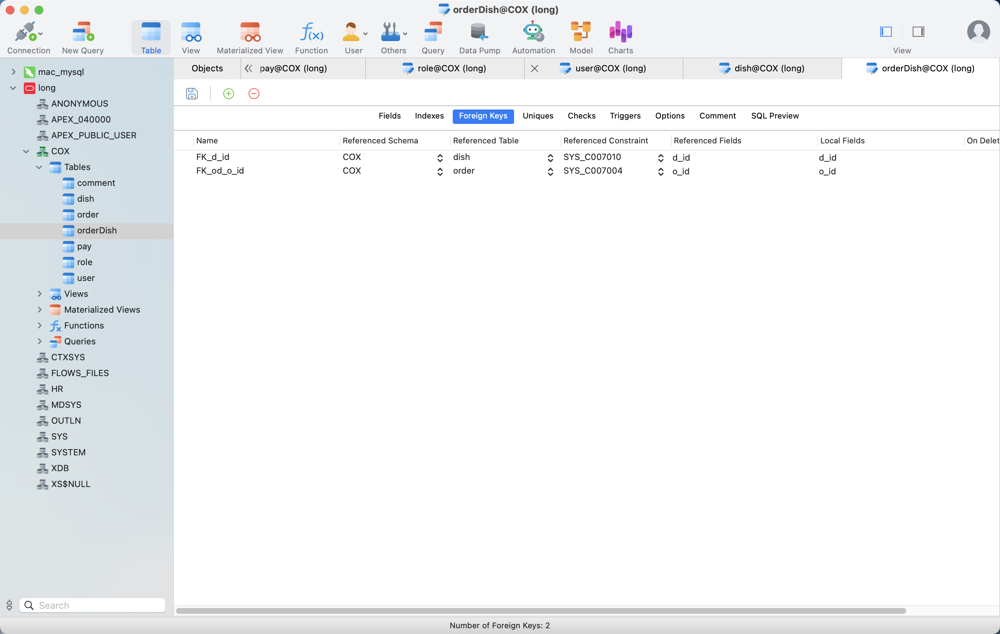 orderDish@COX (long)
Connection
New Query
Table
View
Materialized View
Function
User
Others
Query
Data Pump
Automation
Model
Charts
View
mac_mysql
long
ANONYMOUS
APEX_040000
APEX_PUBLIC_USER
COX
Tables
comment
dish
order
orderDish
pay
role
user
Views
Materialized Views
Functions
Queries
CTXSYS
FLOWS_FILES
HR
MDSYS
OUTLN
SYS
SYSTEM
XDB
XS$NULL
Search
Objects
pay@COX (long)
role@COX (long)
user@COX (long)
dish@COX (long)
orderDish@COX (long)
Fields Indexes Foreign Keys Uniques Checks Triggers Options Comment SQL Preview
Name Referenced Schema Referenced Table Referenced Constraint Referenced Fields Local Fields On Delet
FK_d_id COX dish SYS_C007010 d_id d_id
FK_od_o_id COX order SYS_C007004 o_id o_id
Number of Foreign Keys: 2